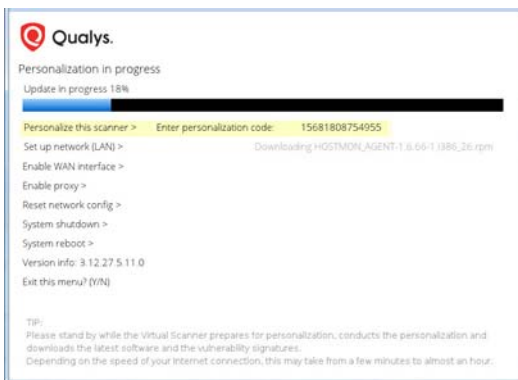 Qualys.
Personalization in progress
Update in progress 18%
Personalize this scanner > Enter personalization code: 15681808754955
Set up network (LAN) > Downloading HOSTMON_AGENT-1.6.66-1.i386_26.rpm
Enable WAN interface >
Enable proxy >
Reset network config >
System shutdown >
System reboot >
Version info: 3.12.27 5.11.0
Exit this menu? (Y/N)
TIP:
Please stand by while the Virtual Scanner prepares for personalization, conducts the personalization and
downloads the latest software and the vulnerability signatures.
Depending on the speed of your Internet connection, this may take from a few minutes to almost an hour.